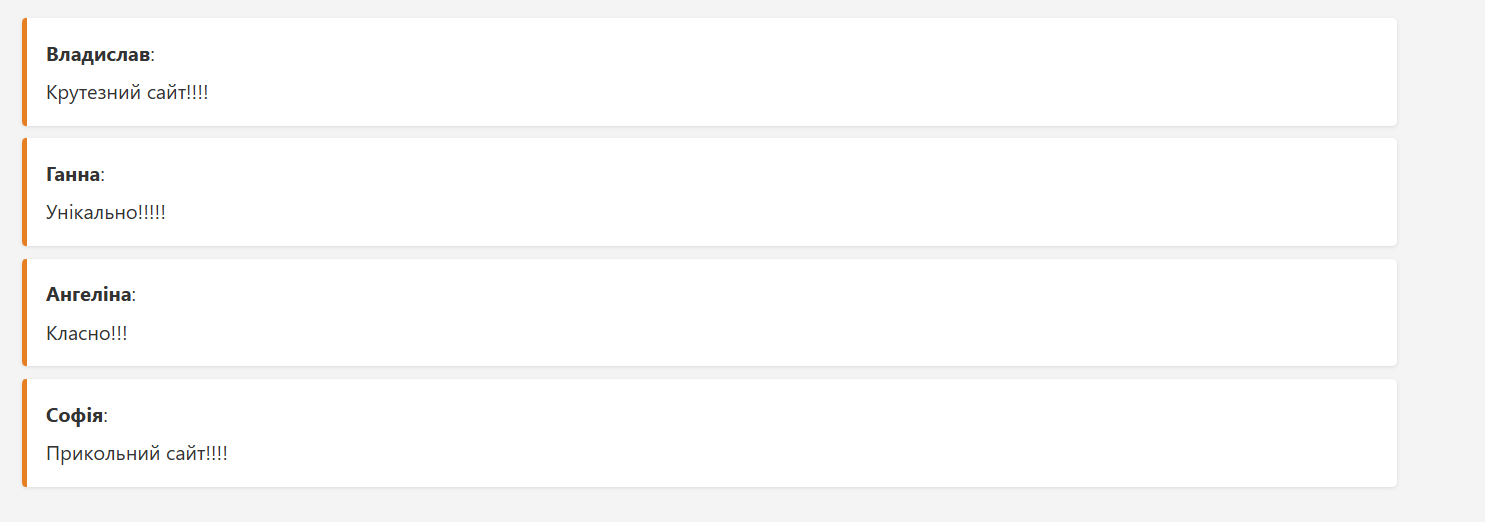 Владислав:
Крутезний сайт!!!!
Ганна:
Унікально!!!!!
Ангеліна:
Класно!!!
Софія:
Прикольний сайт!!!!